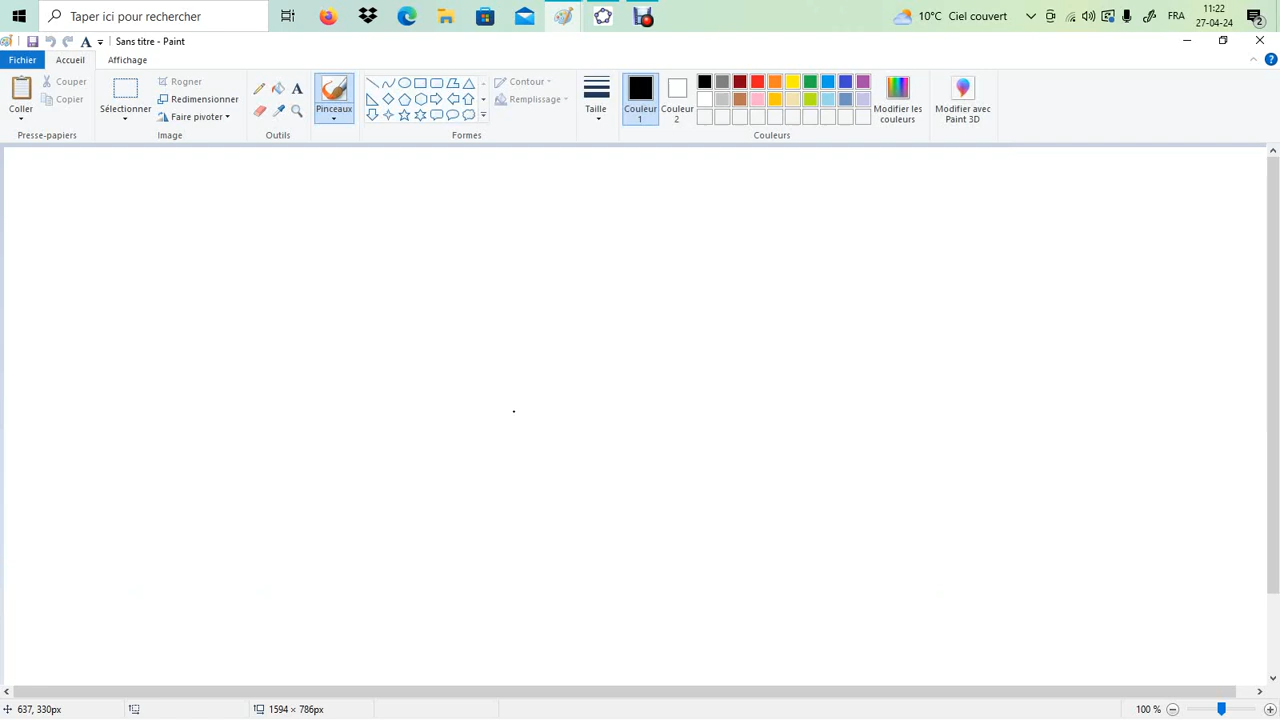 Taper ici pour rechercher
10°C Ciel couvert
FRA
11:22
27-04-24
2
Sans titre - Paint
Fichier
Accueil
Affichage
Coller
Couper
Copier
Presse-papiers
Sélectionner
Rogner
Redimensionner
Faire pivoter
Image
A
Outils
Pinceaux
Contour
Remplissage
Formes
Taille
Couleur
1
Couleur
2
Modifier les
couleurs
Couleurs
Modifier avec
Paint 3D
637, 330px
1594 × 786px
100 %